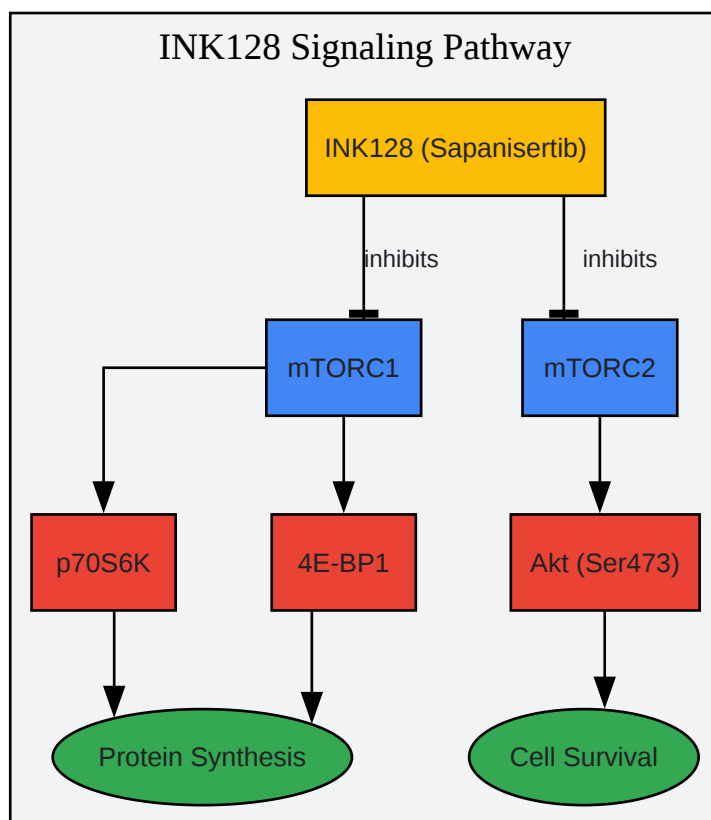 INK128 Signaling Pathway
INK128 (Sapanisertib)
inhibits
inhibits
mTORC1
mTORC2
p70S6K
4E-BP1
Akt (Ser473)
Protein Synthesis
Cell Survival